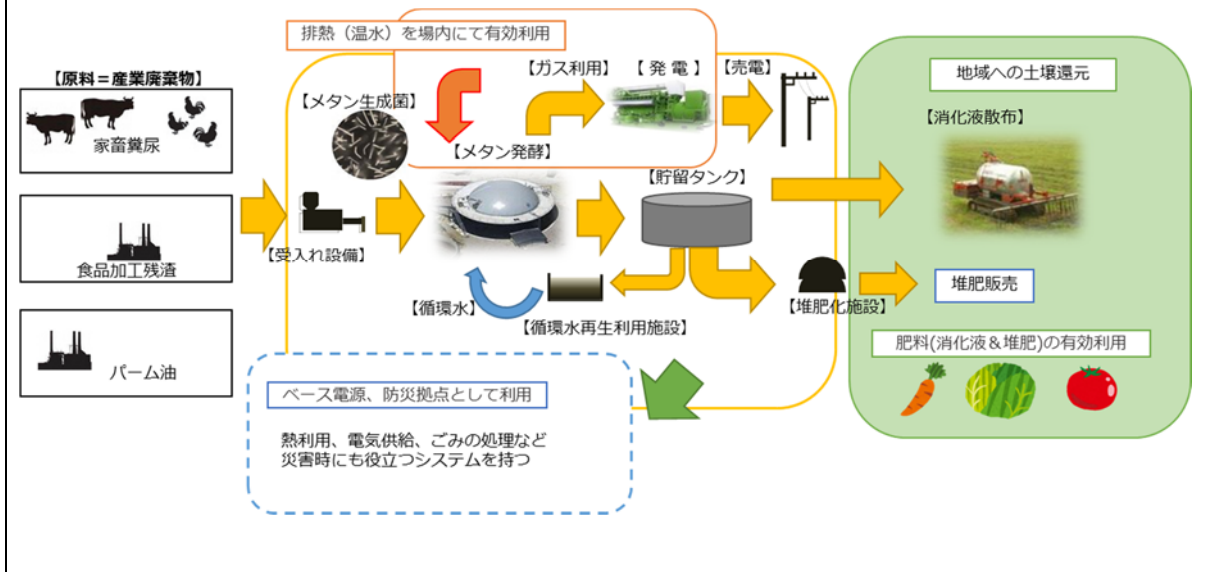 排熱（温水）を場内にて有効利用
【原料＝産業廃棄物】
家畜糞尿
食品加工残渣
パーム油
【メタン生成菌】
【ガス利用】
【 発 電 】
【売電】
【メタン発酵】
【受入れ設備】
【貯留タンク】
【循環水】
【循環水再生利用施設】
【堆肥化施設】
地域への土壌還元
【消化液散布】
堆肥販売
肥料(消化液＆堆肥)の有効利用
ベース電源、防災拠点として利用
熱利用、電気供給、ごみの処理など
災害時にも役立つシステムを持つ